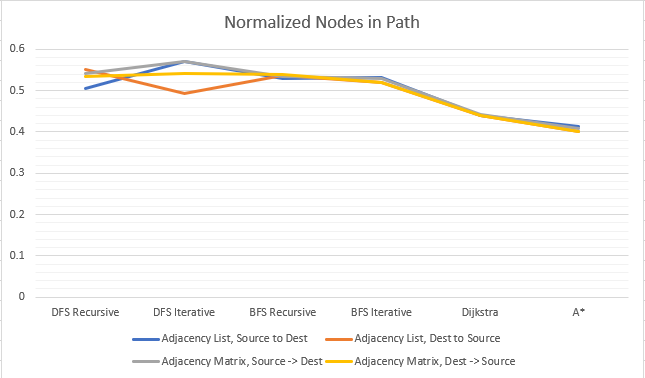 Normalized Nodes in Path
0.6
0.5
0.4
0.3
0.2
0.1
0
DFS Recursive DFS Iterative BFS Recursive BFS Iterative Dijkstra A*
Adjacency List, Source to Dest Adjacency List, Dest to Source
Adjacency Matrix, Source -> Dest Adjacency Matrix, Dest -> Source